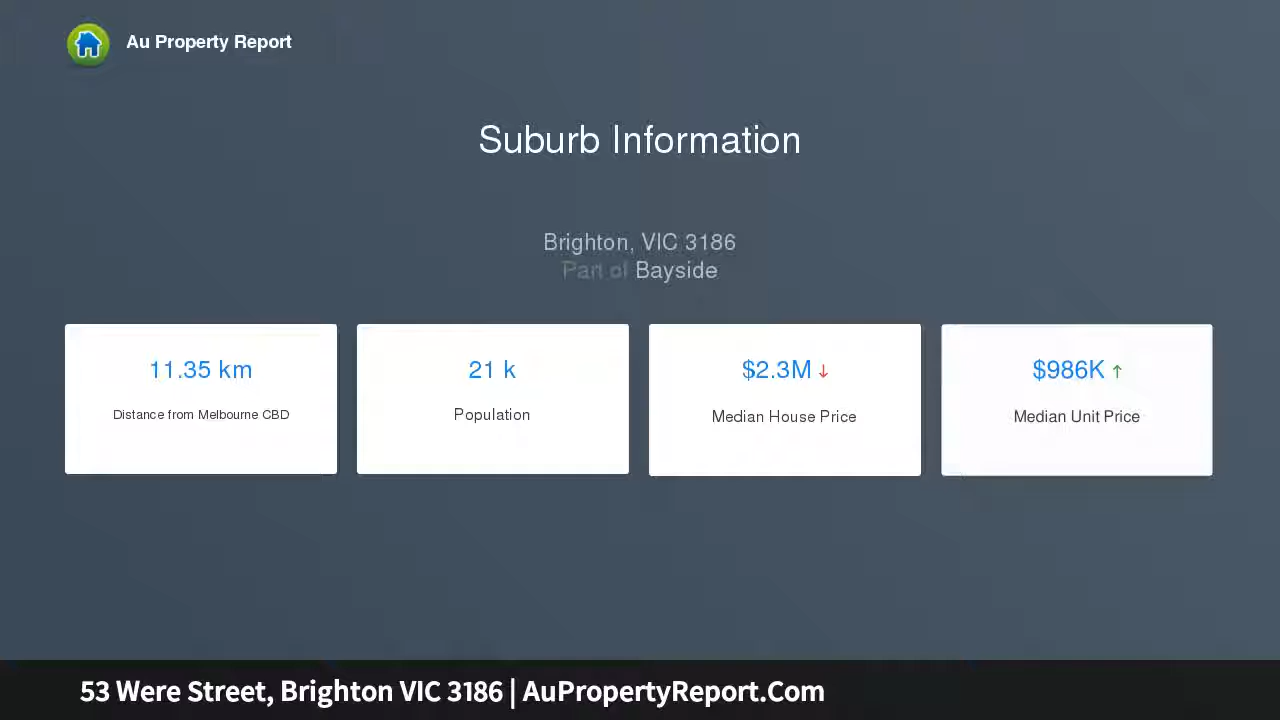 Au Property Report
Suburb Information
Brighton, VIC 3186
Part of Bayside
11.35 km
Distance from Melbourne CBD
21 k
Population
$2.3M ↓
Median House Price
$986K ↑
Median Unit Price
53 Were Street, Brighton VIC 3186 | AuPropertyReport.Com